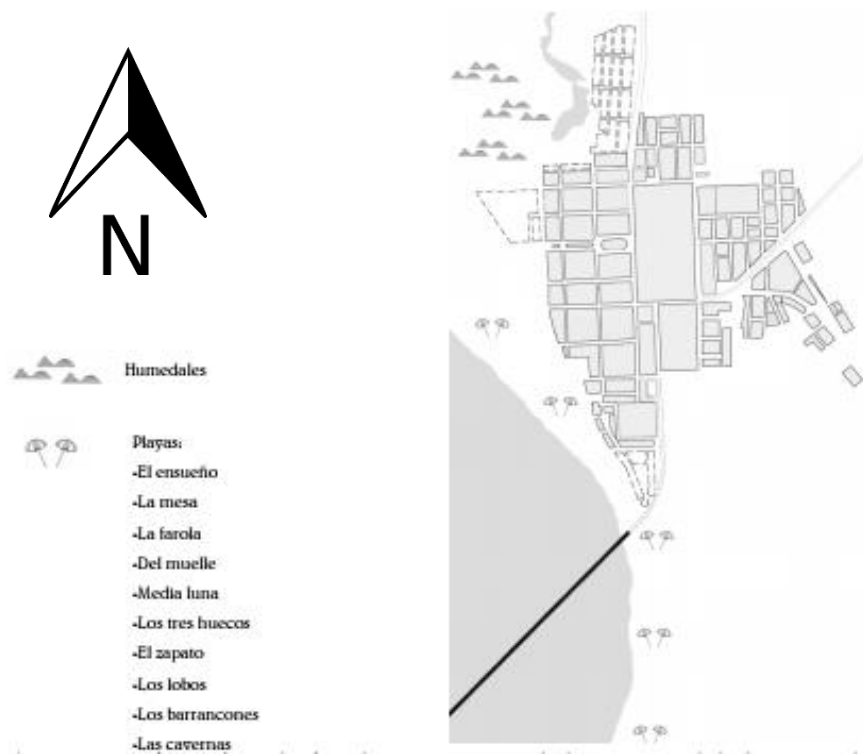 N
Humedales
Playas:
-El ensueño
-La mesa
-La farola
-Del muelle
-Media luna
-Los tres huecos
-El zapato
-Los lobos
-Los barrancones
-Las cavernas